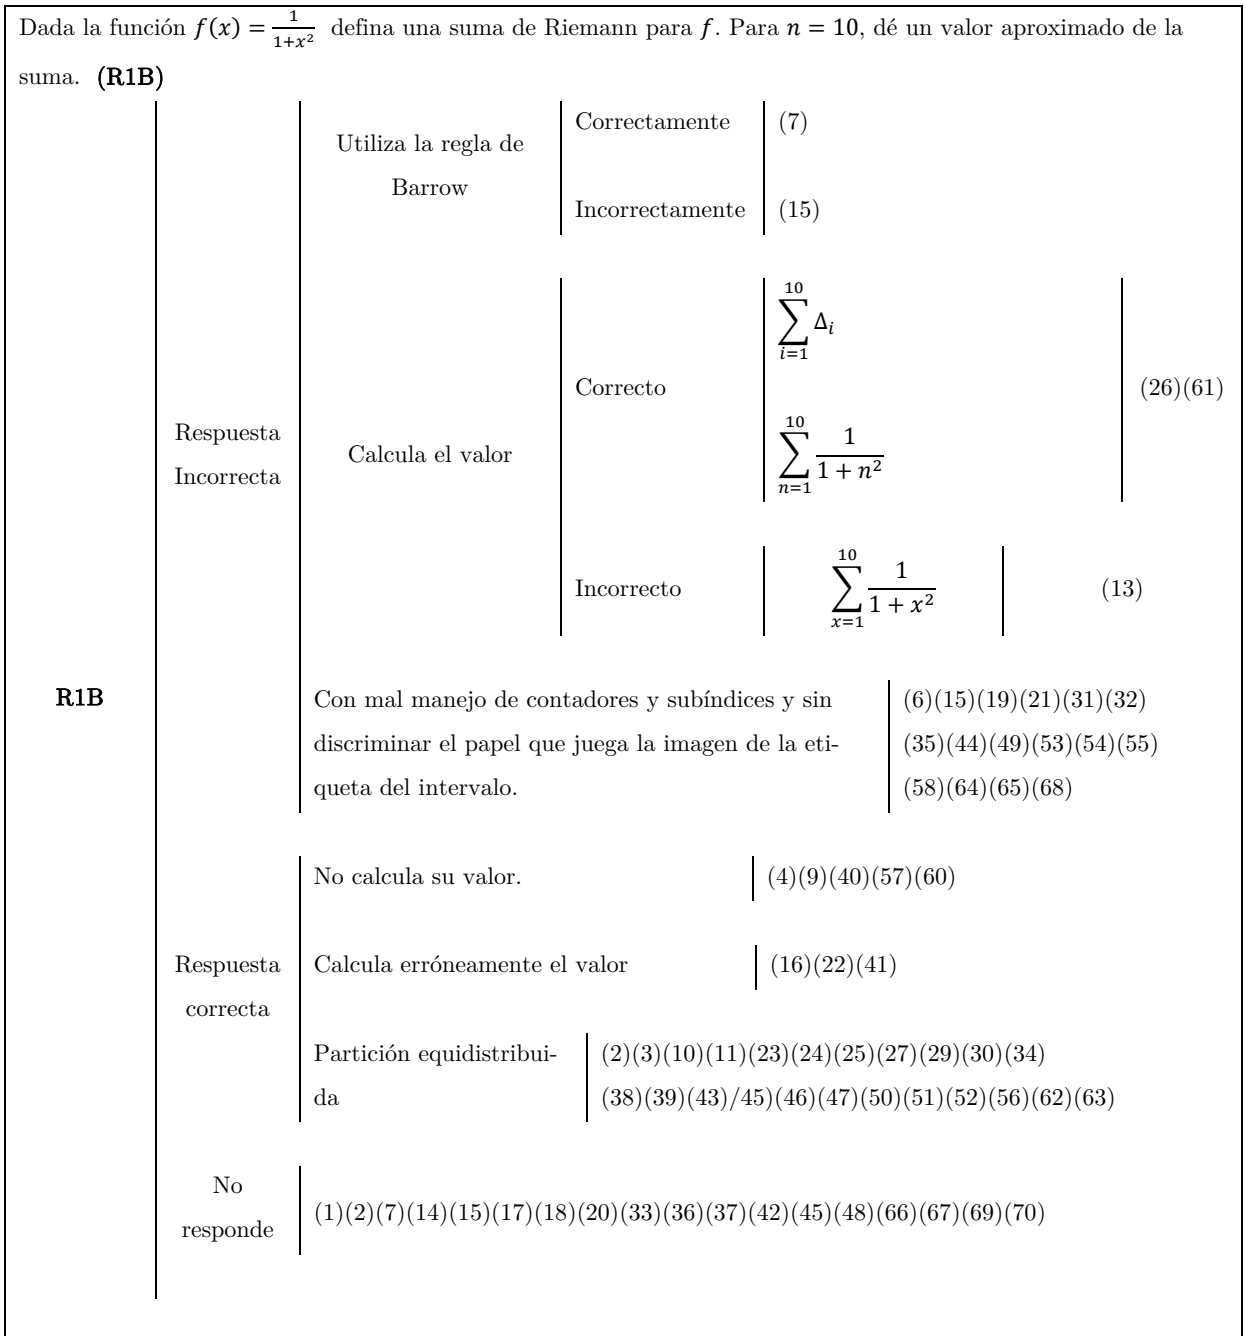 Dada la función f(x) = 1/(1+x²) defina una suma de Riemann para f. Para n = 10, dé un valor aproximado de la
suma. (R1B)
R1B
Respuesta
Incorrecta
Utiliza la regla de
Barrow
Correctamente (7)
Incorrectamente (15)
Calcula el valor
Correcto
∑_{i=1}^{10} Δ_i
∑_{n=1}^{10} 1/(1+n²)
(26)(61)
Incorrecto
∑_{x=1}^{10} 1/(1+x²)
(13)
Con mal manejo de contadores y subíndices y sin
discriminar el papel que juega la imagen de la eti-
queta del intervalo.
(6)(15)(19)(21)(31)(32)
(35)(44)(49)(53)(54)(55)
(58)(64)(65)(68)
Respuesta
correcta
No calcula su valor. (4)(9)(40)(57)(60)
Calcula erróneamente el valor (16)(22)(41)
Partición equidistribui-
da
(2)(3)(10)(11)(23)(24)(25)(27)(29)(30)(34)
(38)(39)(43)/45)(46)(47)(50)(51)(52)(56)(62)(63)
No
responde
(1)(2)(7)(14)(15)(17)(18)(20)(33)(36)(37)(42)(45)(48)(66)(67)(69)(70)